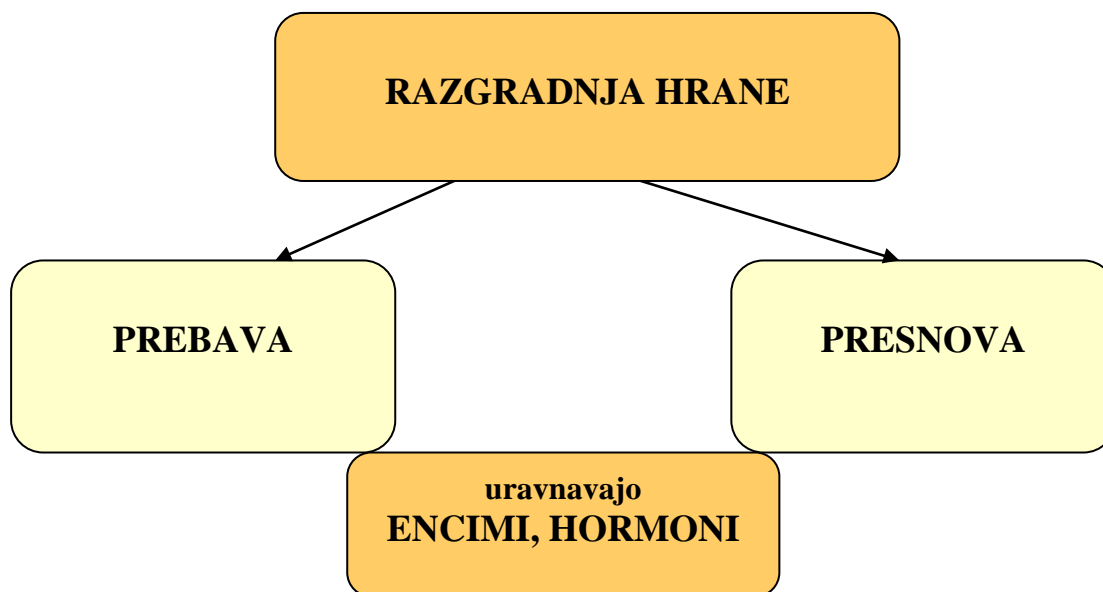 RAZGRADNJA HRANE
PREBAVA
PRESNOVA
uravnavajo
ENCIMI, HORMONI